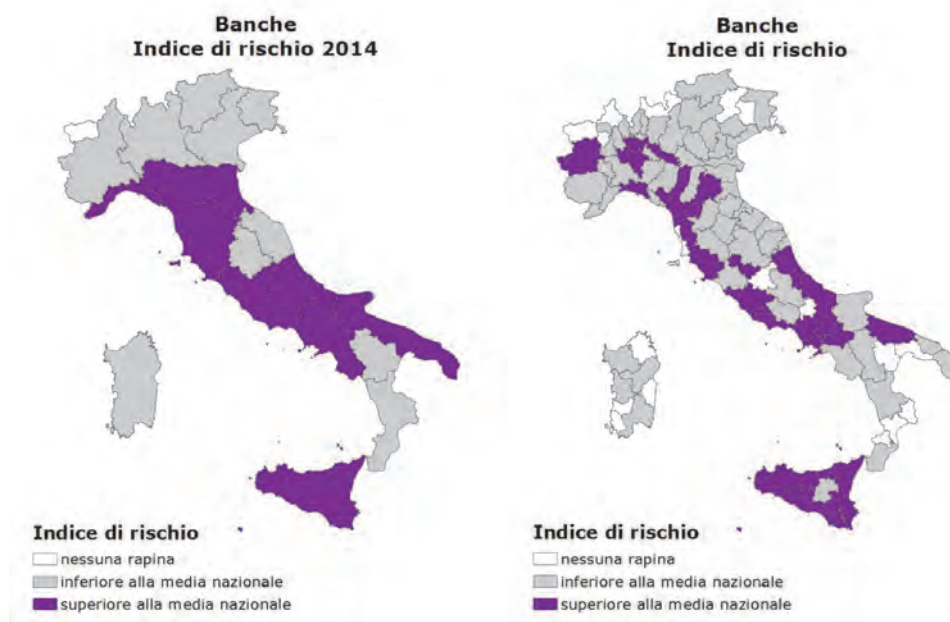 Banche
Indice di rischio 2014
Indice di rischio
nessuna rapina
inferiore alla media nazionale
superiore alla media nazionale
Banche
Indice di rischio
Indice di rischio
nessuna rapina
inferiore alla media nazionale
superiore alla media nazionale